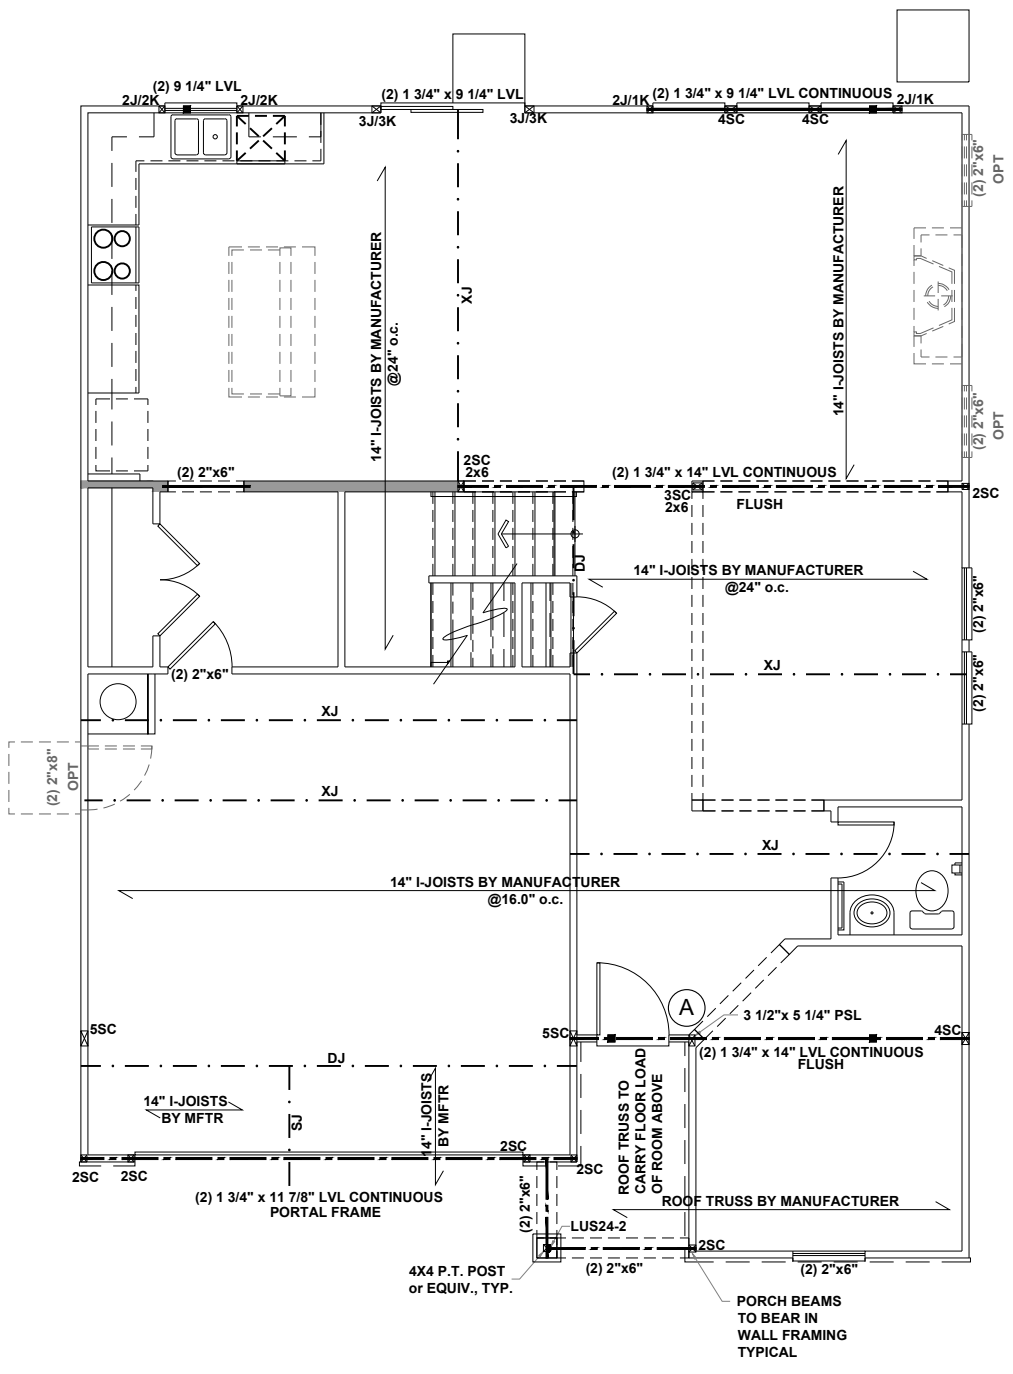 (2) 9 1/4" LVL
2J/2K
2J/2K
(2) 1 3/4" x 9 1/4" LVL
3J/3K
3J/3K
(2) 1 3/4" x 9 1/4" LVL CONTINUOUS
2J/1K
2J/1K
4SC
4SC
(2) 2"x6"
OPT
14" I-JOISTS BY MANUFACTURER
@24" o.c.
XJ
14" I-JOISTS BY MANUFACTURER
(2) 2"x6"
OPT
(2) 2"x6"
2SC
2x6
(2) 1 3/4" x 14" LVL CONTINUOUS
3SC
2x6
FLUSH
2SC
DJ
14" I-JOISTS BY MANUFACTURER
@24" o.c.
(2) 2"x6"
(2) 2"x6"
(2) 2"x6"
XJ
XJ
(2) 2"x8"
OPT
XJ
XJ
14" I-JOISTS BY MANUFACTURER
@16.0" o.c.
A
3 1/2"x 5 1/4" PSL
5SC
5SC
4SC
(2) 1 3/4" x 14" LVL CONTINUOUS
FLUSH
DJ
14" I-JOISTS
BY MFTR
SJ
14" I-JOISTS
BY MFTR
ROOF TRUSS TO
CARRY FLOOR LOAD
OF ROOM ABOVE
2SC
2SC
2SC
2SC
(2) 1 3/4" x 11 7/8" LVL CONTINUOUS
PORTAL FRAME
(2) 2"x6"
ROOF TRUSS BY MANUFACTURER
LUS24-2
2SC
4X4 P.T. POST
or EQUIV., TYP.
(2) 2"x6"
(2) 2"x6"
PORCH BEAMS
TO BEAR IN
WALL FRAMING
TYPICAL